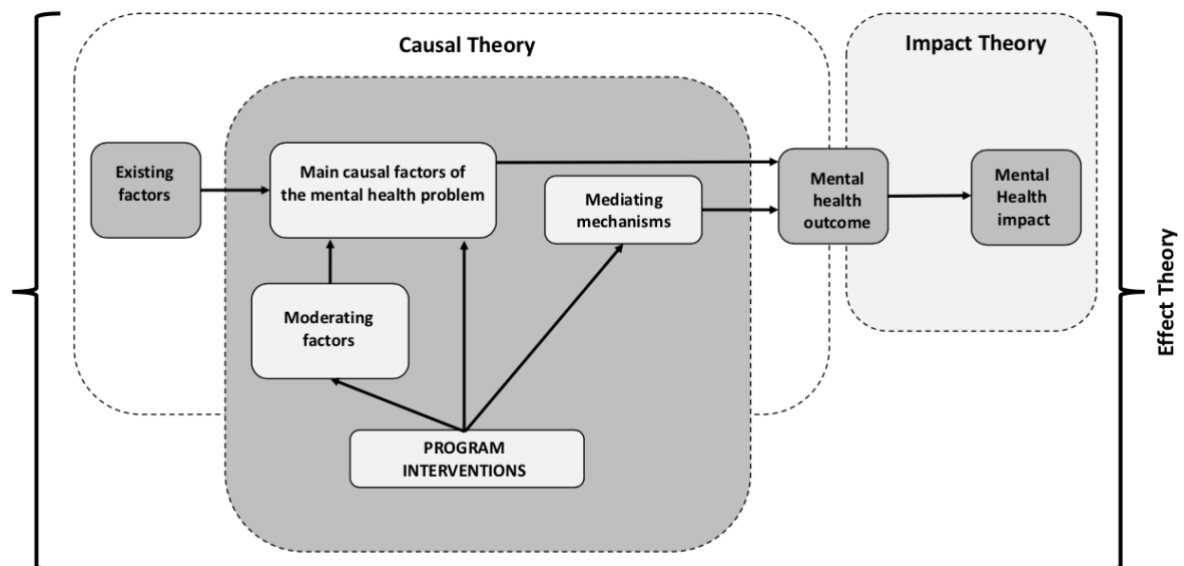 Causal Theory
Impact Theory
Existing
factors
Main causal factors of
the mental health problem
Mediating
mechanisms
Mental
health
outcome
Mental
Health
impact
Moderating
factors
PROGRAM
INTERVENTIONS
Effect Theory